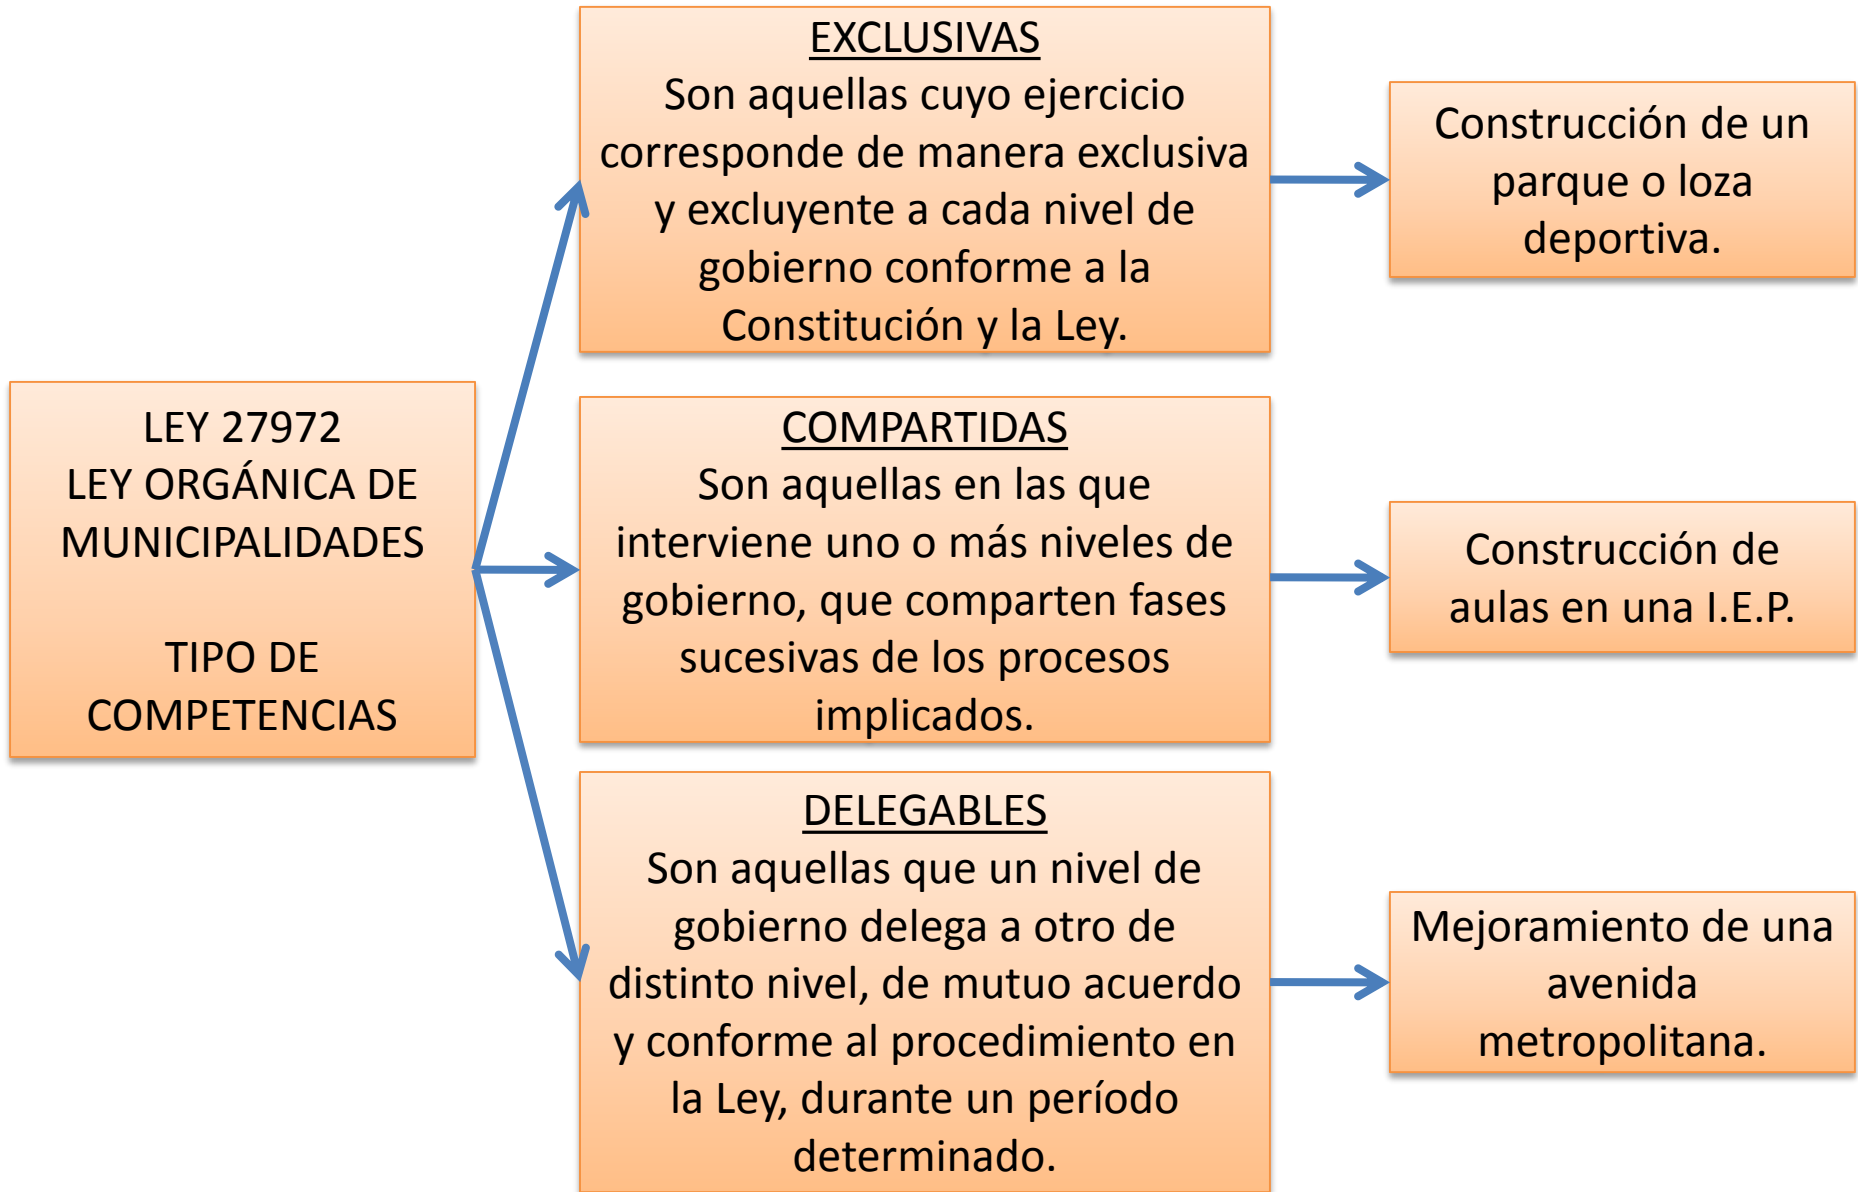 LEY 27972
LEY ORGÁNICA DE
MUNICIPALIDADES
TIPO DE
COMPETENCIAS
EXCLUSIVAS
Son aquellas cuyo ejercicio
corresponde de manera exclusiva
y excluyente a cada nivel de
gobierno conforme a la
Constitución y la Ley.
Construcción de un
parque o loza
deportiva.
COMPARTIDAS
Son aquellas en las que
interviene uno o más niveles de
gobierno, que comparten fases
sucesivas de los procesos
implicados.
Construcción de
aulas en una I.E.P.
DELEGABLES
Son aquellas que un nivel de
gobierno delega a otro de
distinto nivel, de mutuo acuerdo
y conforme al procedimiento en
la Ley, durante un período
determinado.
Mejoramiento de una
avenida
metropolitana.